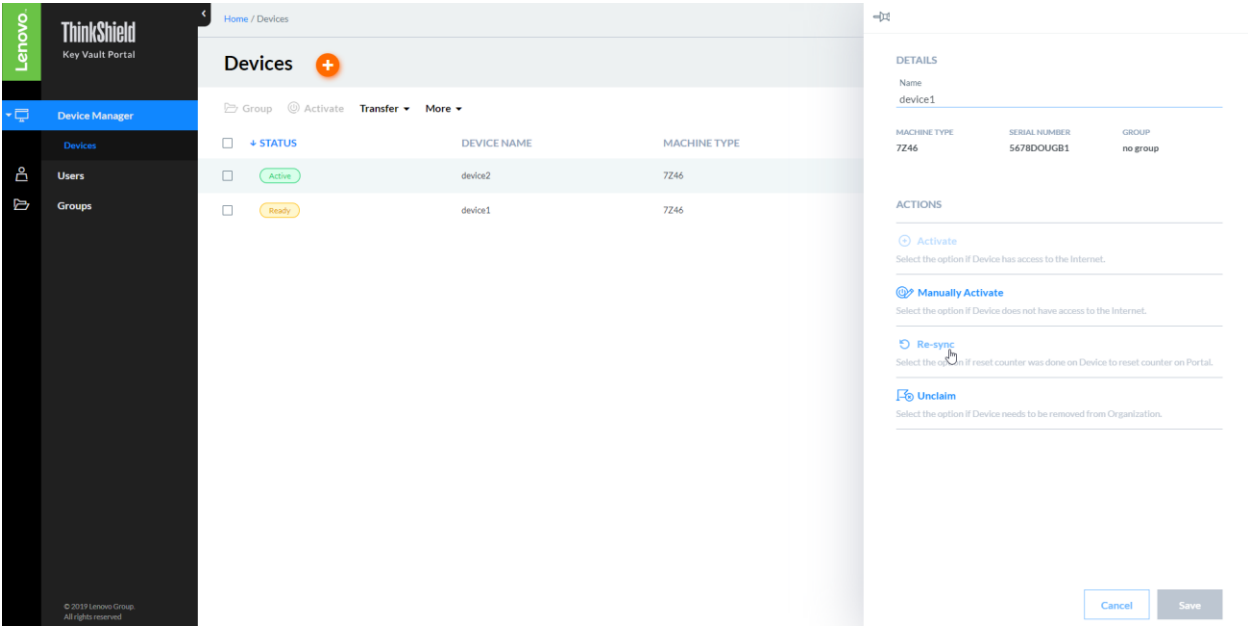 Lenovo.
ThinkShield
Key Vault Portal
Device Manager
Devices
Users
Groups
© 2019 Lenovo Group.
All rights reserved
Home / Devices
Devices
Group Activate Transfer More
STATUS DEVICE NAME MACHINE TYPE
Active device2 7Z46
Ready device1 7Z46
DETAILS
Name
device1
MACHINE TYPE SERIAL NUMBER GROUP
7Z46 5678DOUGB1 no group
ACTIONS
Activate
Select the option if Device has access to the Internet.
Manually Activate
Select the option if Device does not have access to the Internet.
Re-sync
Select the option if reset counter was done on Device to reset counter on Portal.
Unclaim
Select the option if Device needs to be removed from Organization.
Cancel Save